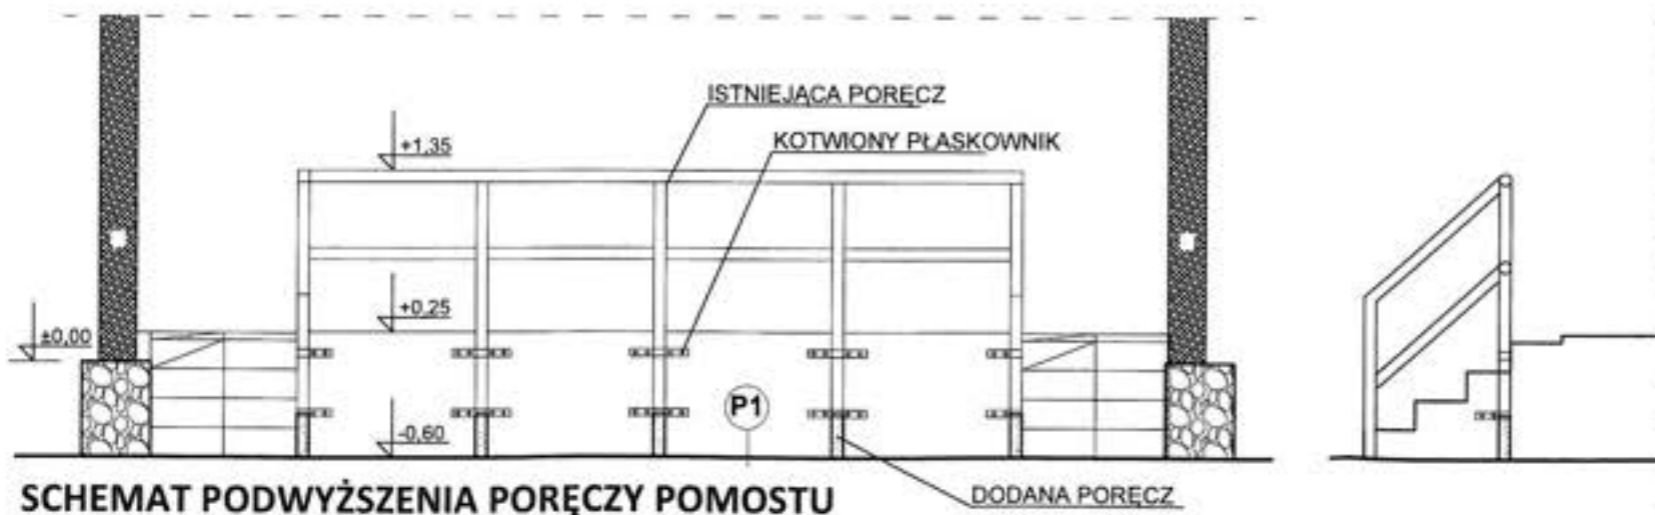 ISTNIEJĄCA PORĘCZ
KOTWIONY PŁASKOWNIK
+1,35
+0,25
±0,00
P1
-0,60
SCHEMAT PODWYŻSZENIA PORĘCZY POMOSTU
DODANA PORĘCZ